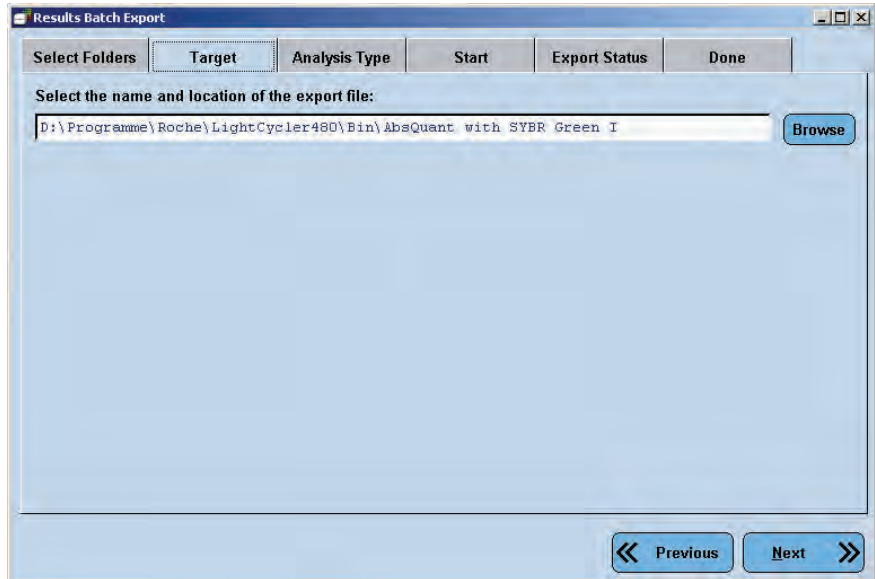 Results Batch Export
Select Folders Target Analysis Type Start Export Status Done
Select the name and location of the export file:
D:\Programme\Roche\LightCycler480\Bin\AbsQuant with SYBR Green I
Browse
Previous Next